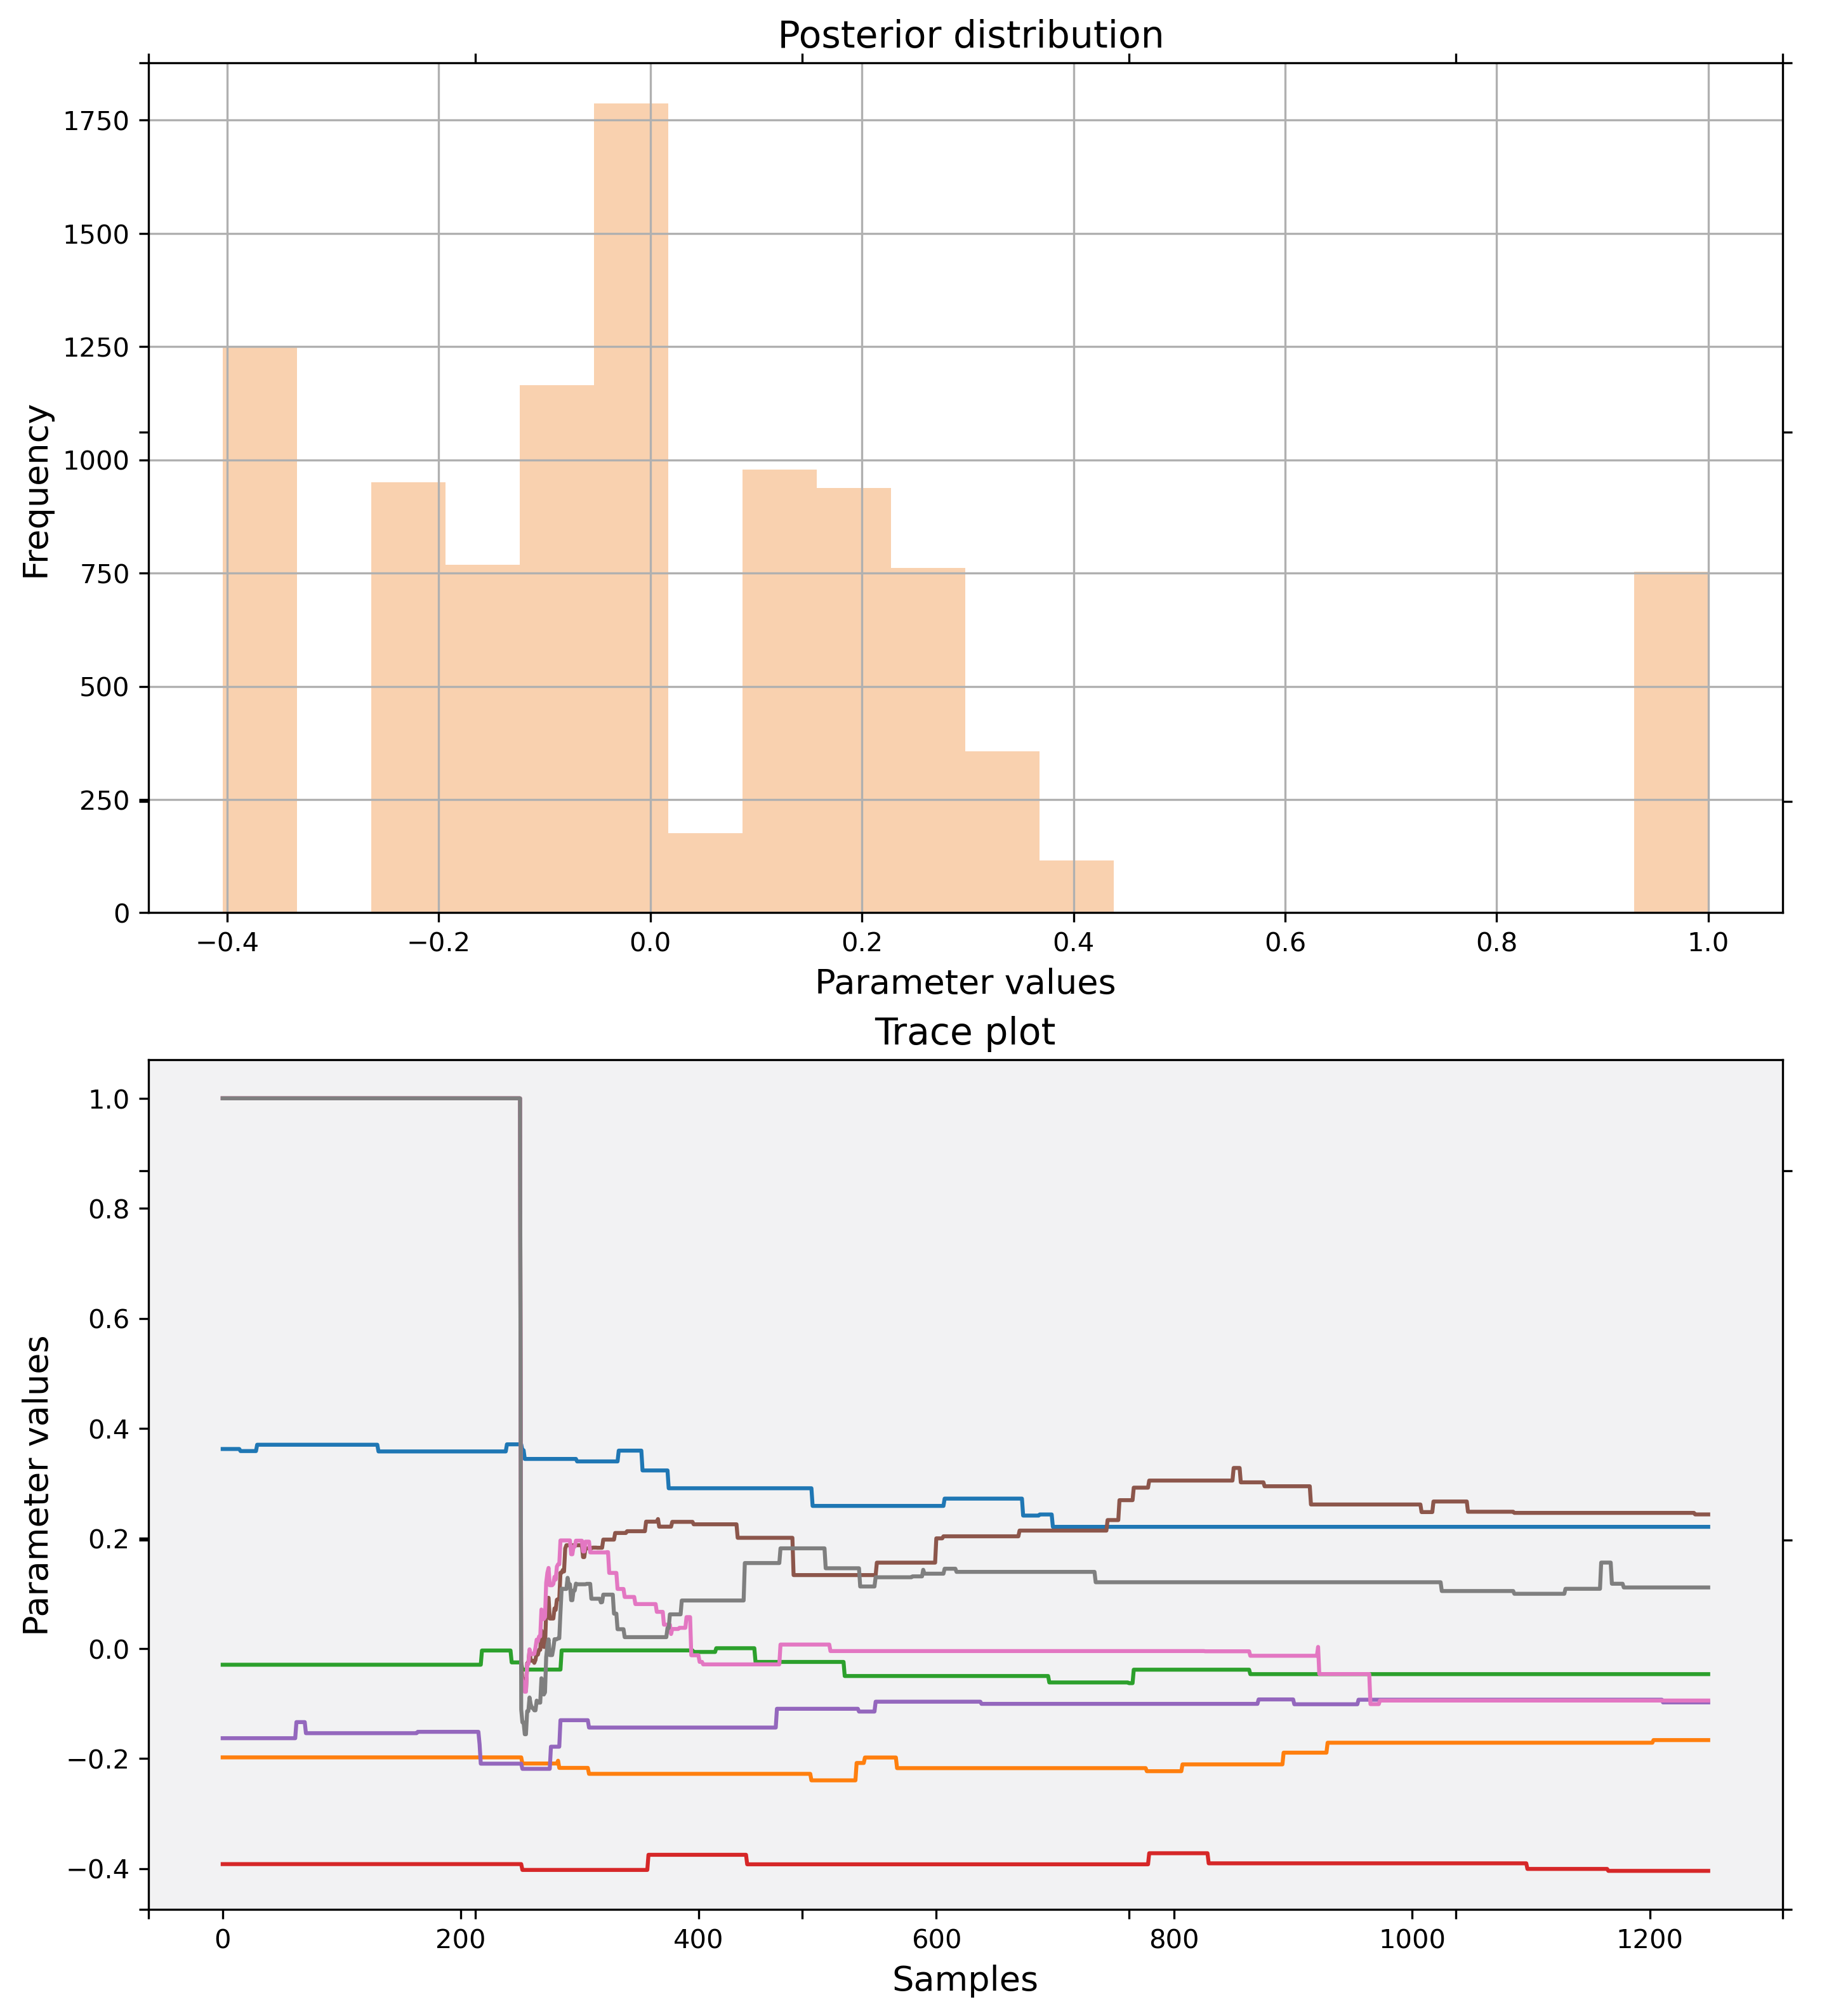 Posterior distribution
1750
1500
1250
1000
750
500
250
0
Frequency
−0.4 −0.2 0.0 0.2 0.4 0.6 0.8 1.0
Parameter values
Trace plot
1.0
0.8
0.6
0.4
0.2
0.0
−0.2
−0.4
Parameter values
0 200 400 600 800 1000 1200
Samples